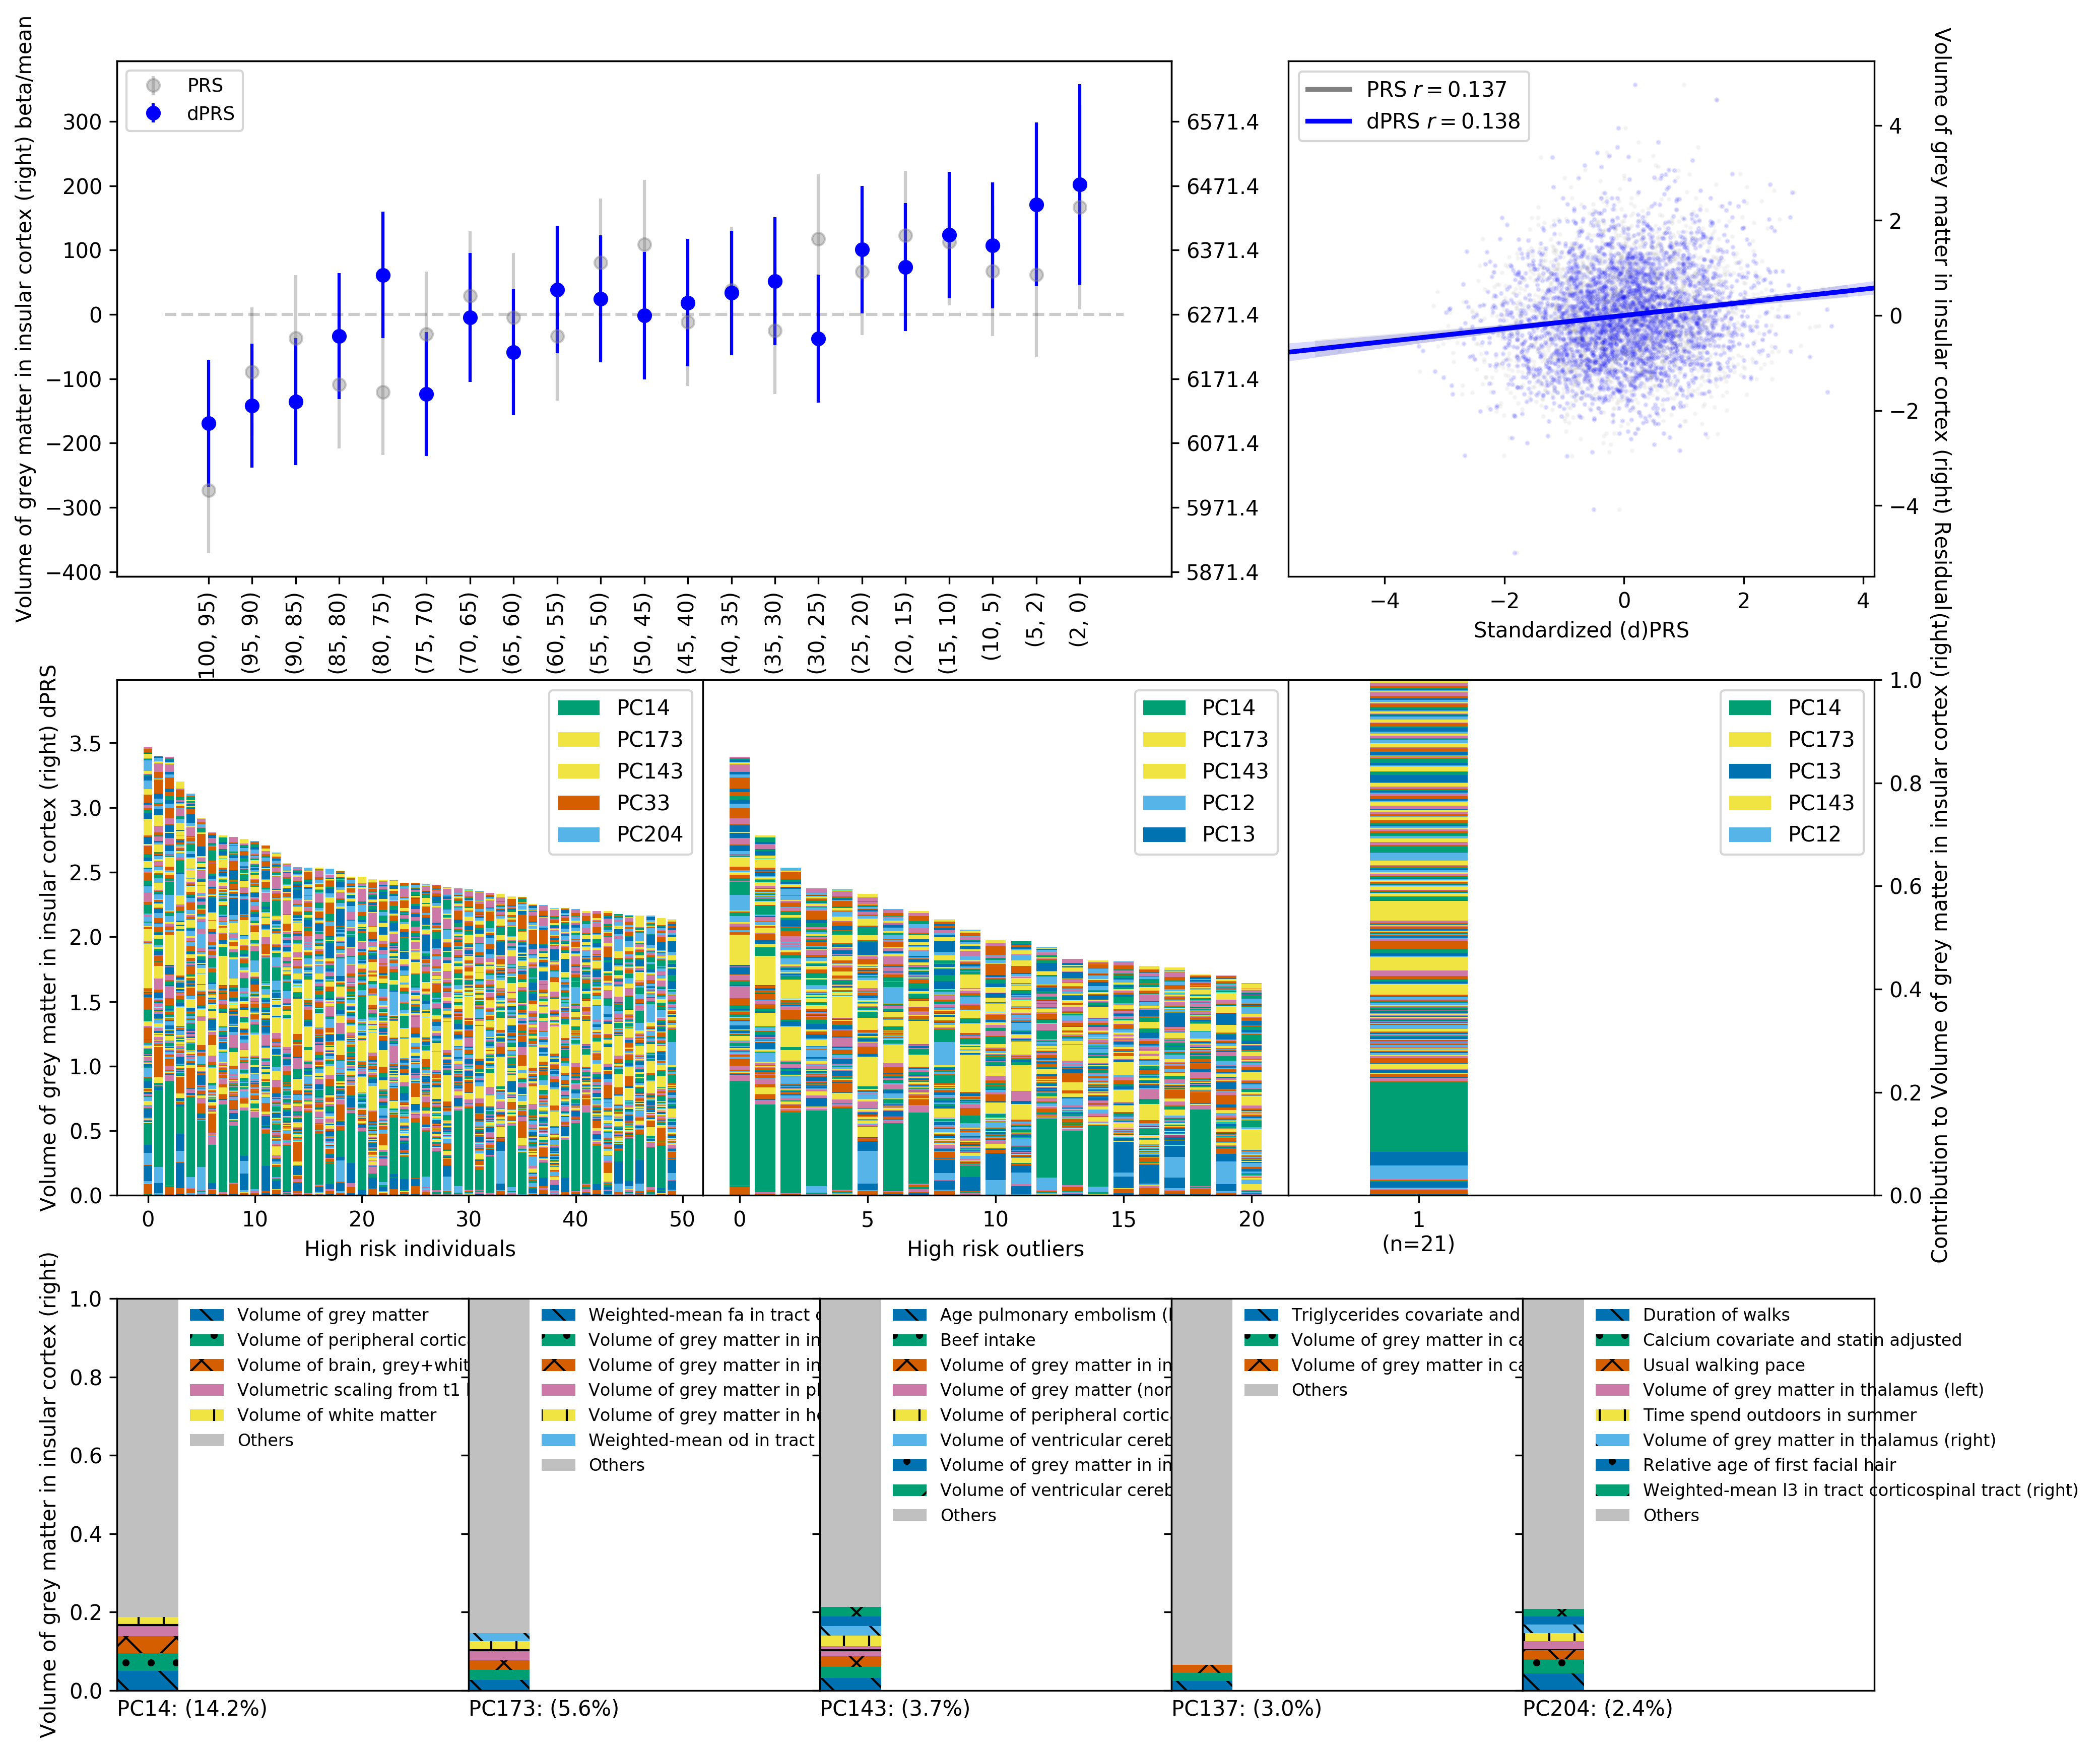 Volume of grey matter in insular cortex (right) beta/mean
PRS
dPRS
300
200
100
0
−100
−200
−300
−400
6571.4
6471.4
6371.4
6271.4
6171.4
6071.4
5971.4
5871.4
100, 95)
(95, 90)
(90, 85)
(85, 80)
(80, 75)
(75, 70)
(70, 65)
(65, 60)
(60, 55)
(55, 50)
(50, 45)
(45, 40)
(40, 35)
(35, 30)
(30, 25)
(25, 20)
(20, 15)
(15, 10)
(10, 5)
(5, 2)
(2, 0)
PRS r = 0.137
dPRS r = 0.138
4
2
0
−2
−4
−4
−2
0
2
4
Standardized (d)PRS
Volume of grey matter in insular cortex (right) Residual
Volume of grey matter in insular cortex (right) dPRS
3.5
3.0
2.5
2.0
1.5
1.0
0.5
0.0
PC14
PC173
PC143
PC33
PC204
0
10
20
30
40
50
High risk individuals
PC14
PC173
PC143
PC12
PC13
0
5
10
15
20
High risk outliers
PC14
PC173
PC13
PC143
PC12
1
(n=21)
1.0
0.8
0.6
0.4
0.2
0.0
Contribution to Volume of grey matter in insular cortex (right)
Volume of grey matter in insular cortex (right)
1.0
0.8
0.6
0.4
0.2
0.0
Volume of grey matter
Volume of peripheral cortic
Volume of brain, grey+whit
Volumetric scaling from t1
Volume of white matter
Others
PC14: (14.2%)
Weighted-mean fa in tract
Volume of grey matter in in
Volume of grey matter in in
Volume of grey matter in pl
Volume of grey matter in he
Weighted-mean od in tract
Others
PC173: (5.6%)
Age pulmonary embolism (
Beef intake
Volume of grey matter in in
Volume of grey matter (nor
Volume of peripheral cortic
Volume of ventricular cereb
Volume of grey matter in in
Volume of ventricular cereb
Others
PC143: (3.7%)
Triglycerides covariate and
Volume of grey matter in ca
Volume of grey matter in ca
Others
PC137: (3.0%)
Duration of walks
Calcium covariate and statin adjusted
Usual walking pace
Volume of grey matter in thalamus (left)
Time spend outdoors in summer
Volume of grey matter in thalamus (right)
Relative age of first facial hair
Weighted-mean l3 in tract corticospinal tract (right)
Others
PC204: (2.4%)